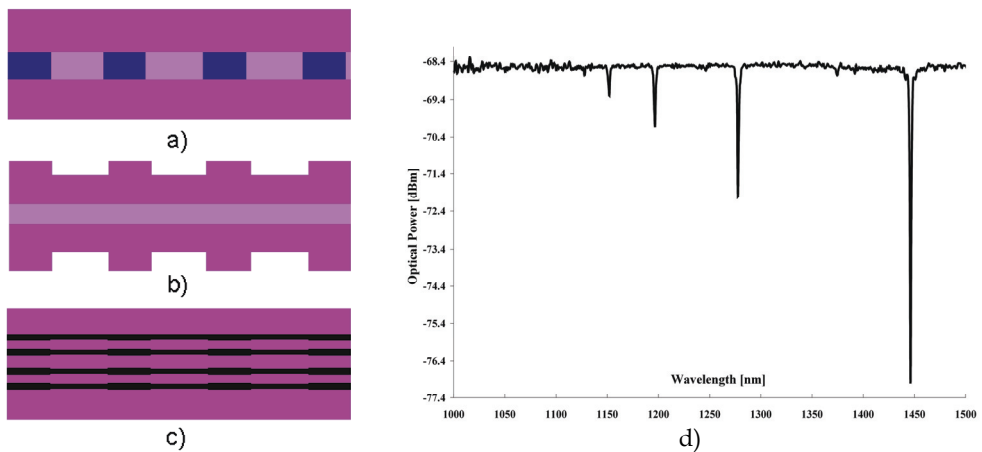 a)
b)
c)
-68.4
-69.4
-70.4
-71.4
-72.4
-73.4
-74.4
-75.4
-76.4
-77.4
Optical Power [dBm]
Wavelength [nm]
1000 1050 1100 1150 1200 1250 1300 1350 1400 1450 1500
d)